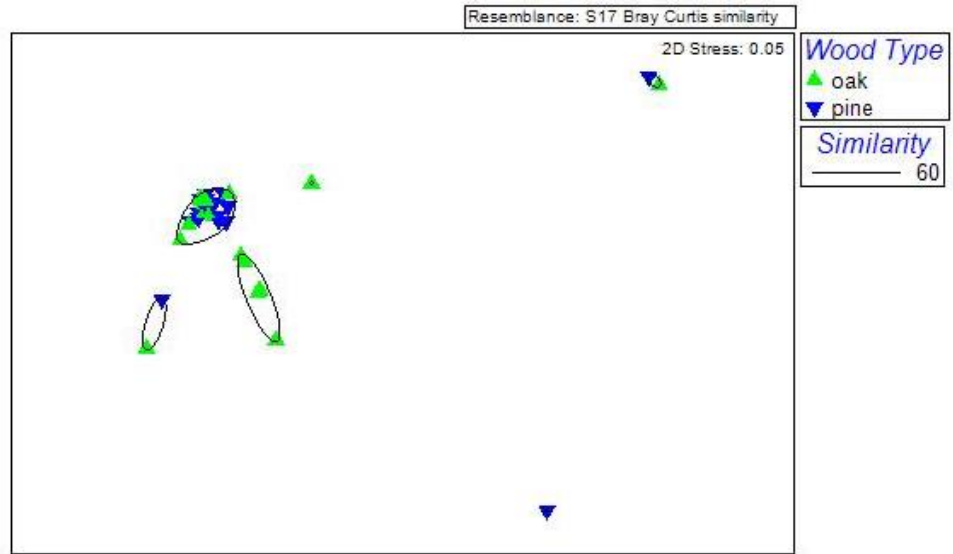 Resemblance: S17 Bray Curtis similarity
2D Stress: 0.05
Wood Type
oak
pine
Similarity
60